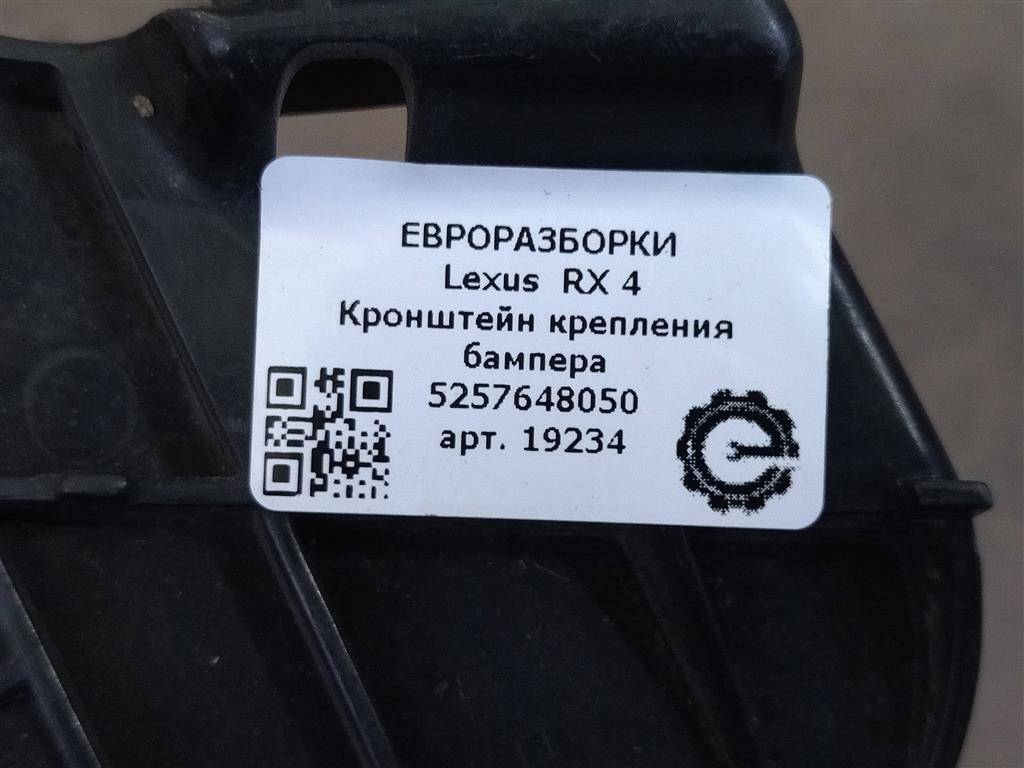 ЕВРОРАЗБОРКИ
Lexus RX 4
Кронштейн крепления
бампера
5257648050
арт. 19234